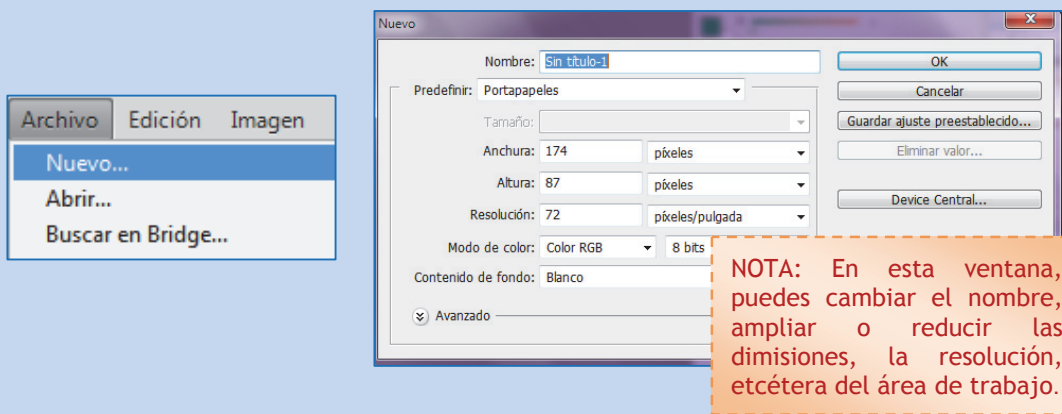 Archivo Edición Imagen
Nuevo...
Abrir...
Buscar en Bridge...
Nuevo
Nombre: Sin título-1
OK
Predefinir: Portapapeles
Cancelar
Tamaño:
Guardar ajuste preestablecido...
Anchura: 174 píxeles
Eliminar valor...
Altura: 87 píxeles
Device Central...
Resolución: 72 píxeles/pulgada
Modo de color: Color RGB 8 bits
Contenido de fondo: Blanco
Avanzado
NOTA: En esta ventana,
puedes cambiar el nombre,
ampliar o reducir las
dimisiones, la resolución,
etcétera del área de trabajo.